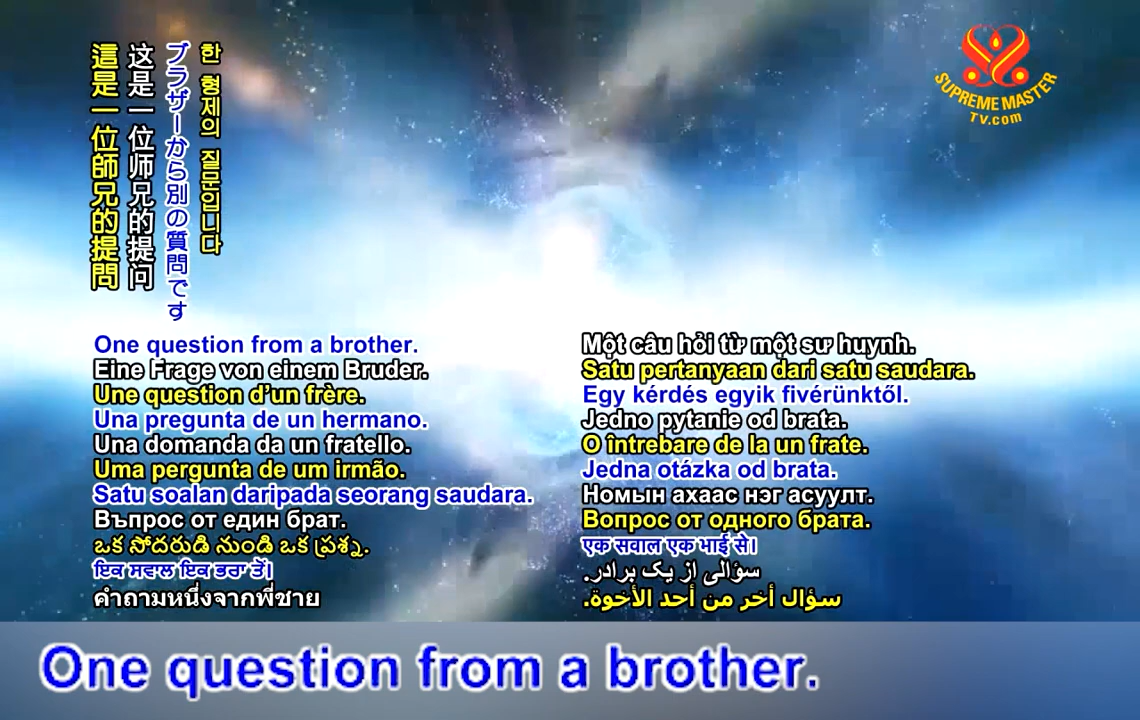 這是一位師兄的提問
这是一位师兄的提问
ブラザーから別の質問です
한 형제의 질문입니다
SUPREME MASTER
TV.com
One question from a brother.
Eine Frage von einem Bruder.
Une question d'un frère.
Una pregunta de un hermano.
Una domanda da un fratello.
Uma pergunta de um irmão.
Satu soalan daripada seorang saudara.
Въпрос от един брат.
ఒక సోదరుడి నుండి ఒక ప్రశ్న.
ਇਕ ਸਵਾਲ ਇਕ ਭਰਾ ਤੋਂ।
คำถามหนึ่งจากพี่ชาย
Một câu hỏi từ một sư huynh.
Satu pertanyaan dari satu saudara.
Egy kérdés egyik fivérünktől.
Jedno pytanie od brata.
O întrebare de la un frate.
Jedna otázka od brata.
Номын ахаас нэг асуулт.
Вопрос от одного брата.
एक सवाल एक भाई से।
سؤالی از یک برادر.
سؤال أخر من أحد الأخوة.
One question from a brother.